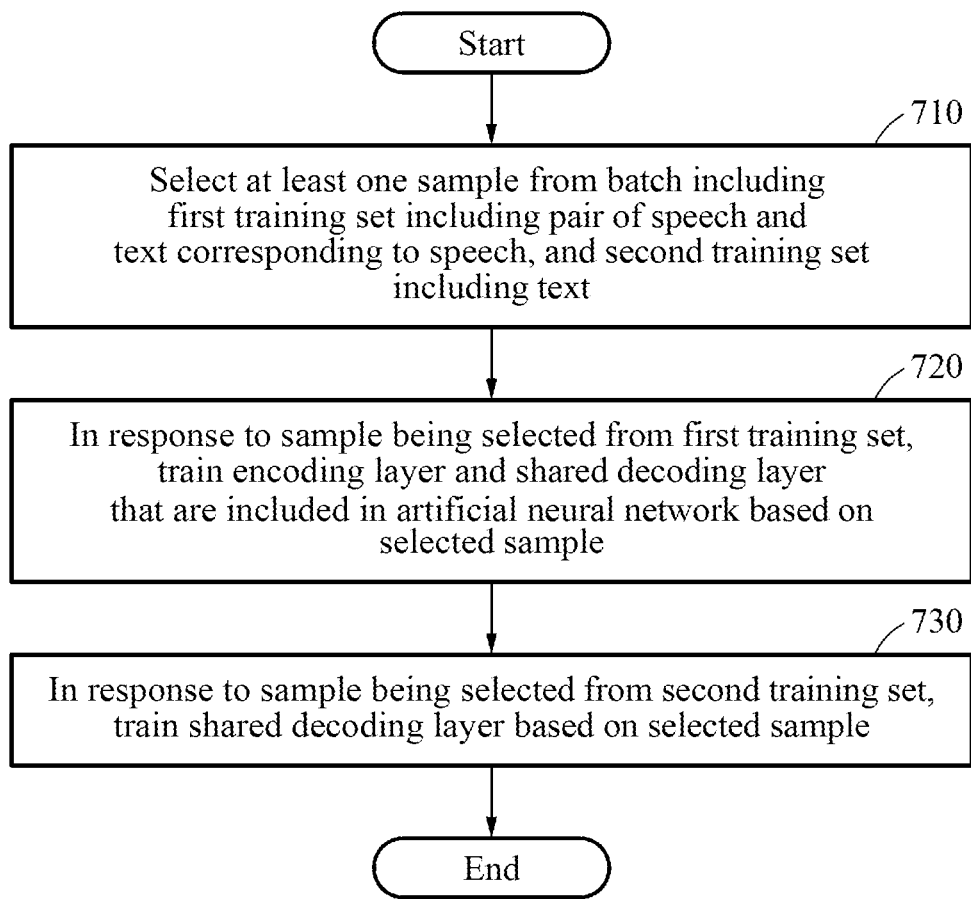 Start
710
Select at least one sample from batch including
first training set including pair of speech and
text corresponding to speech, and second training set
including text
720
In response to sample being selected from first training set,
train encoding layer and shared decoding layer
that are included in artificial neural network based on
selected sample
730
In response to sample being selected from second training set,
train shared decoding layer based on selected sample
End